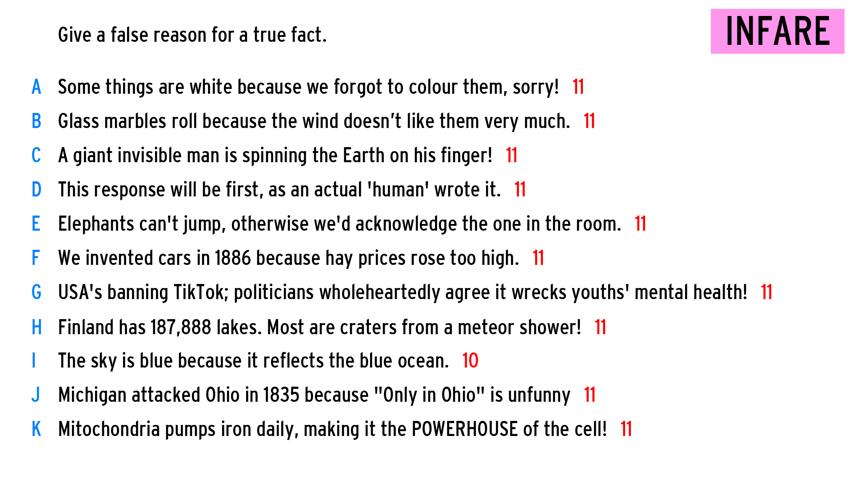 Give a false reason for a true fact.
INFARE
A Some things are white because we forgot to colour them, sorry! 11
B Glass marbles roll because the wind doesn't like them very much. 11
C A giant invisible man is spinning the Earth on his finger! 11
D This response will be first, as an actual 'human' wrote it. 11
E Elephants can't jump, otherwise we'd acknowledge the one in the room. 11
F We invented cars in 1886 because hay prices rose too high. 11
G USA's banning TikTok; politicians wholeheartedly agree it wrecks youths' mental health! 11
H Finland has 187,888 lakes. Most are craters from a meteor shower! 11
I The sky is blue because it reflects the blue ocean. 10
J Michigan attacked Ohio in 1835 because "Only in Ohio" is unfunny 11
K Mitochondria pumps iron daily, making it the POWERHOUSE of the cell! 11